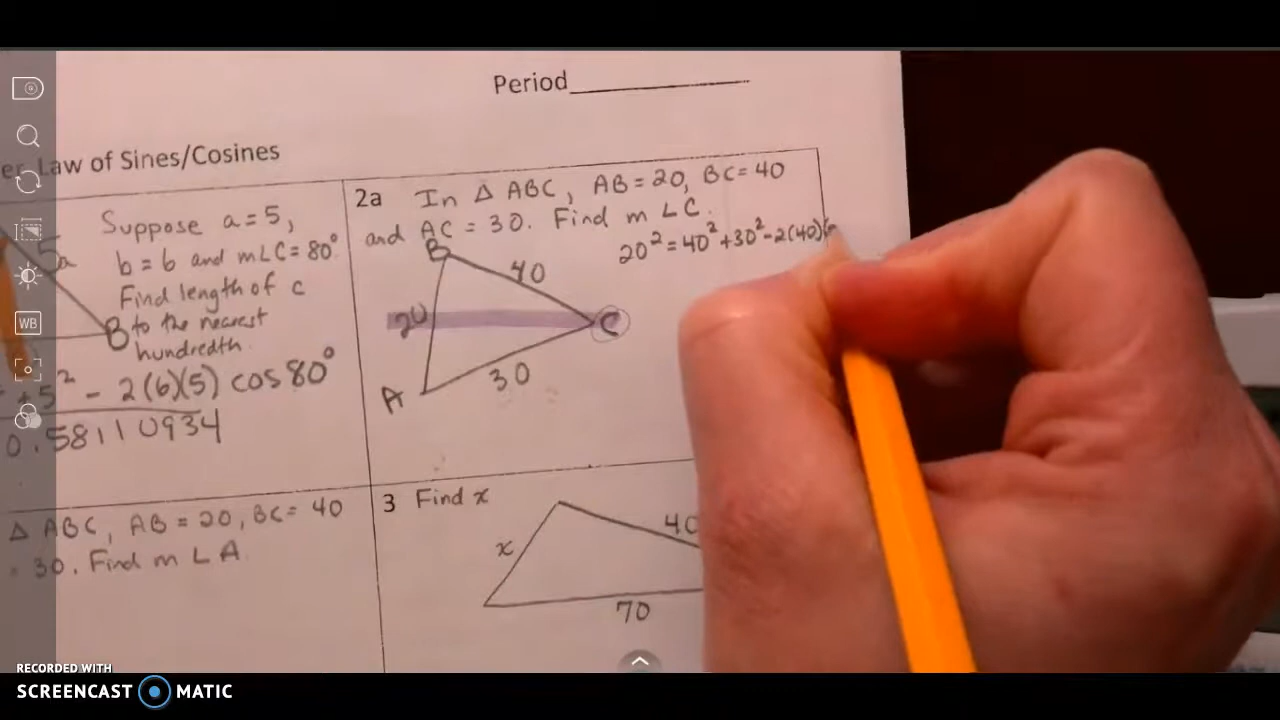 Period
Law of Sines/Cosines
5a
B
Suppose a = 5,
b = 6 and m∠C = 80°.
Find length of c
to the nearest
hundredth.
+5² - 2(6)(5) cos 80°
0.58110934
2a In △ ABC, AB = 20, BC = 40
and AC = 30. Find m∠C.
20² = 40² + 30² - 2(40)(
B
40
20
C
A
30
△ ABC, AB = 20, BC = 40
30. Find m∠A
3 Find x
x
40
70
WB
RECORDED WITH
SCREENCAST MATIC